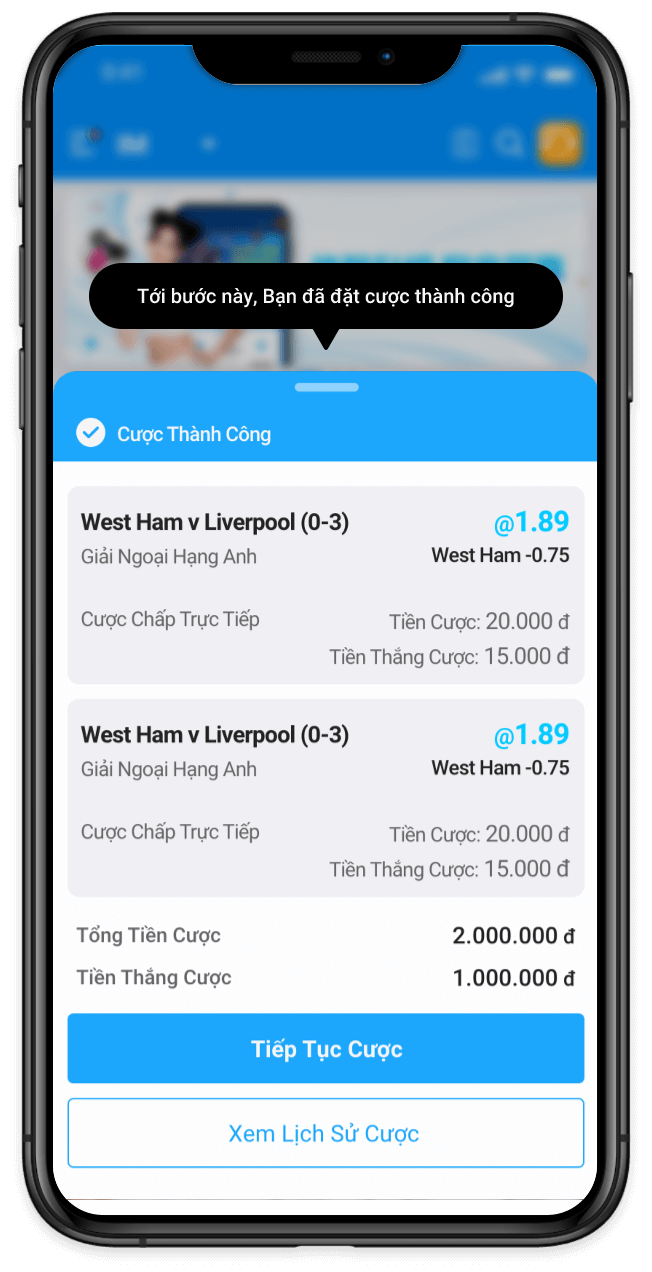 Tới bước này, Bạn đã đặt cược thành công
Cược Thành Công
West Ham v Liverpool (0-3) @1.89
Giải Ngoại Hạng Anh West Ham -0.75
Cược Chấp Trực Tiếp Tiền Cược: 20.000 đ
Tiền Thắng Cược: 15.000 đ
West Ham v Liverpool (0-3) @1.89
Giải Ngoại Hạng Anh West Ham -0.75
Cược Chấp Trực Tiếp Tiền Cược: 20.000 đ
Tiền Thắng Cược: 15.000 đ
Tổng Tiền Cược 2.000.000 đ
Tiền Thắng Cược 1.000.000 đ
Tiếp Tục Cược
Xem Lịch Sử Cược